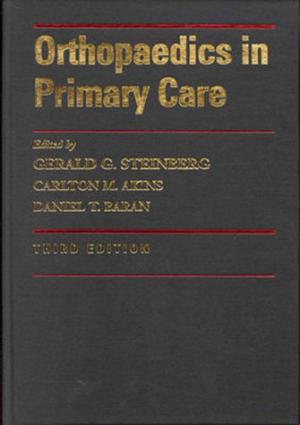 Orthopaedics in
Primary Care
Edited by
GERALD G. STEINBERG
CARLTON M. AKINS
DANIEL T. BARAN
THIRD EDITION